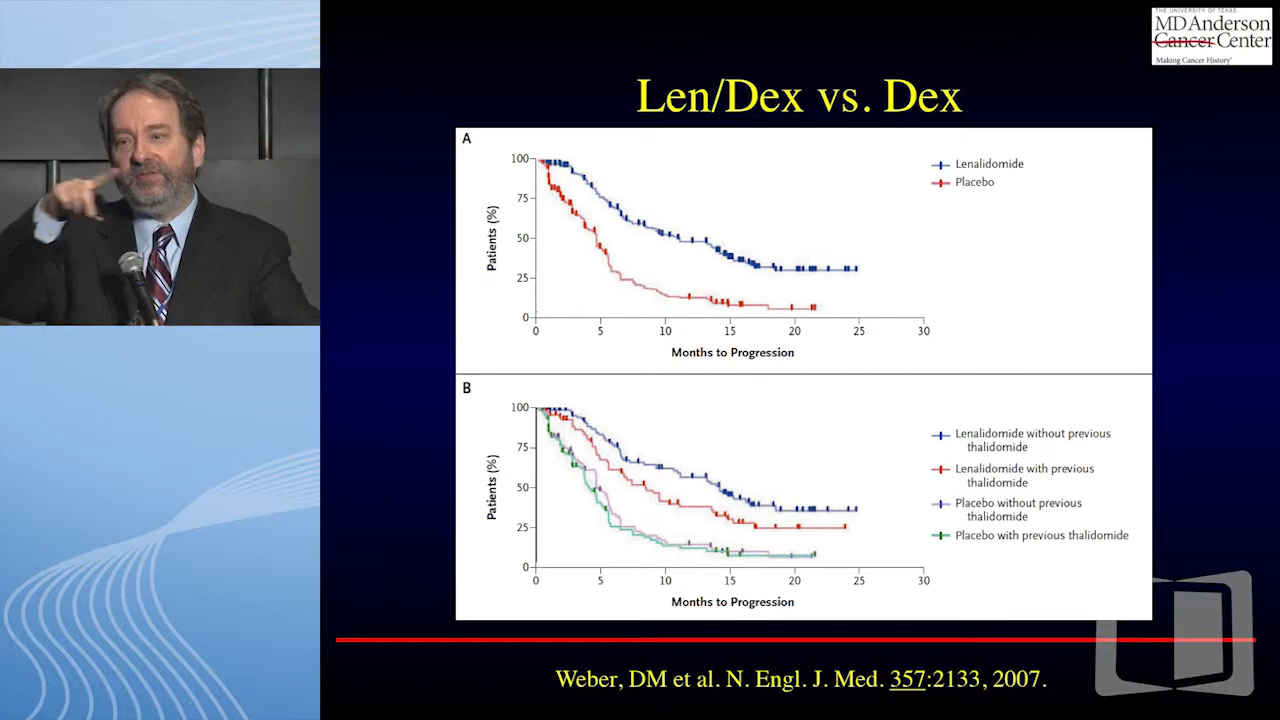 THE UNIVERSITY OF TEXAS
MD Anderson
Cancer Center
Making Cancer History®
Len/Dex vs. Dex
A
100
75
50
25
0
Patients (%)
0 5 10 15 20 25 30
Months to Progression
Lenalidomide
Placebo
B
100
75
50
25
0
Patients (%)
0 5 10 15 20 25 30
Months to Progression
Lenalidomide without previous
thalidomide
Lenalidomide with previous
thalidomide
Placebo without previous
thalidomide
Placebo with previous thalidomide
Weber, DM et al. N. Engl. J. Med. 357:2133, 2007.